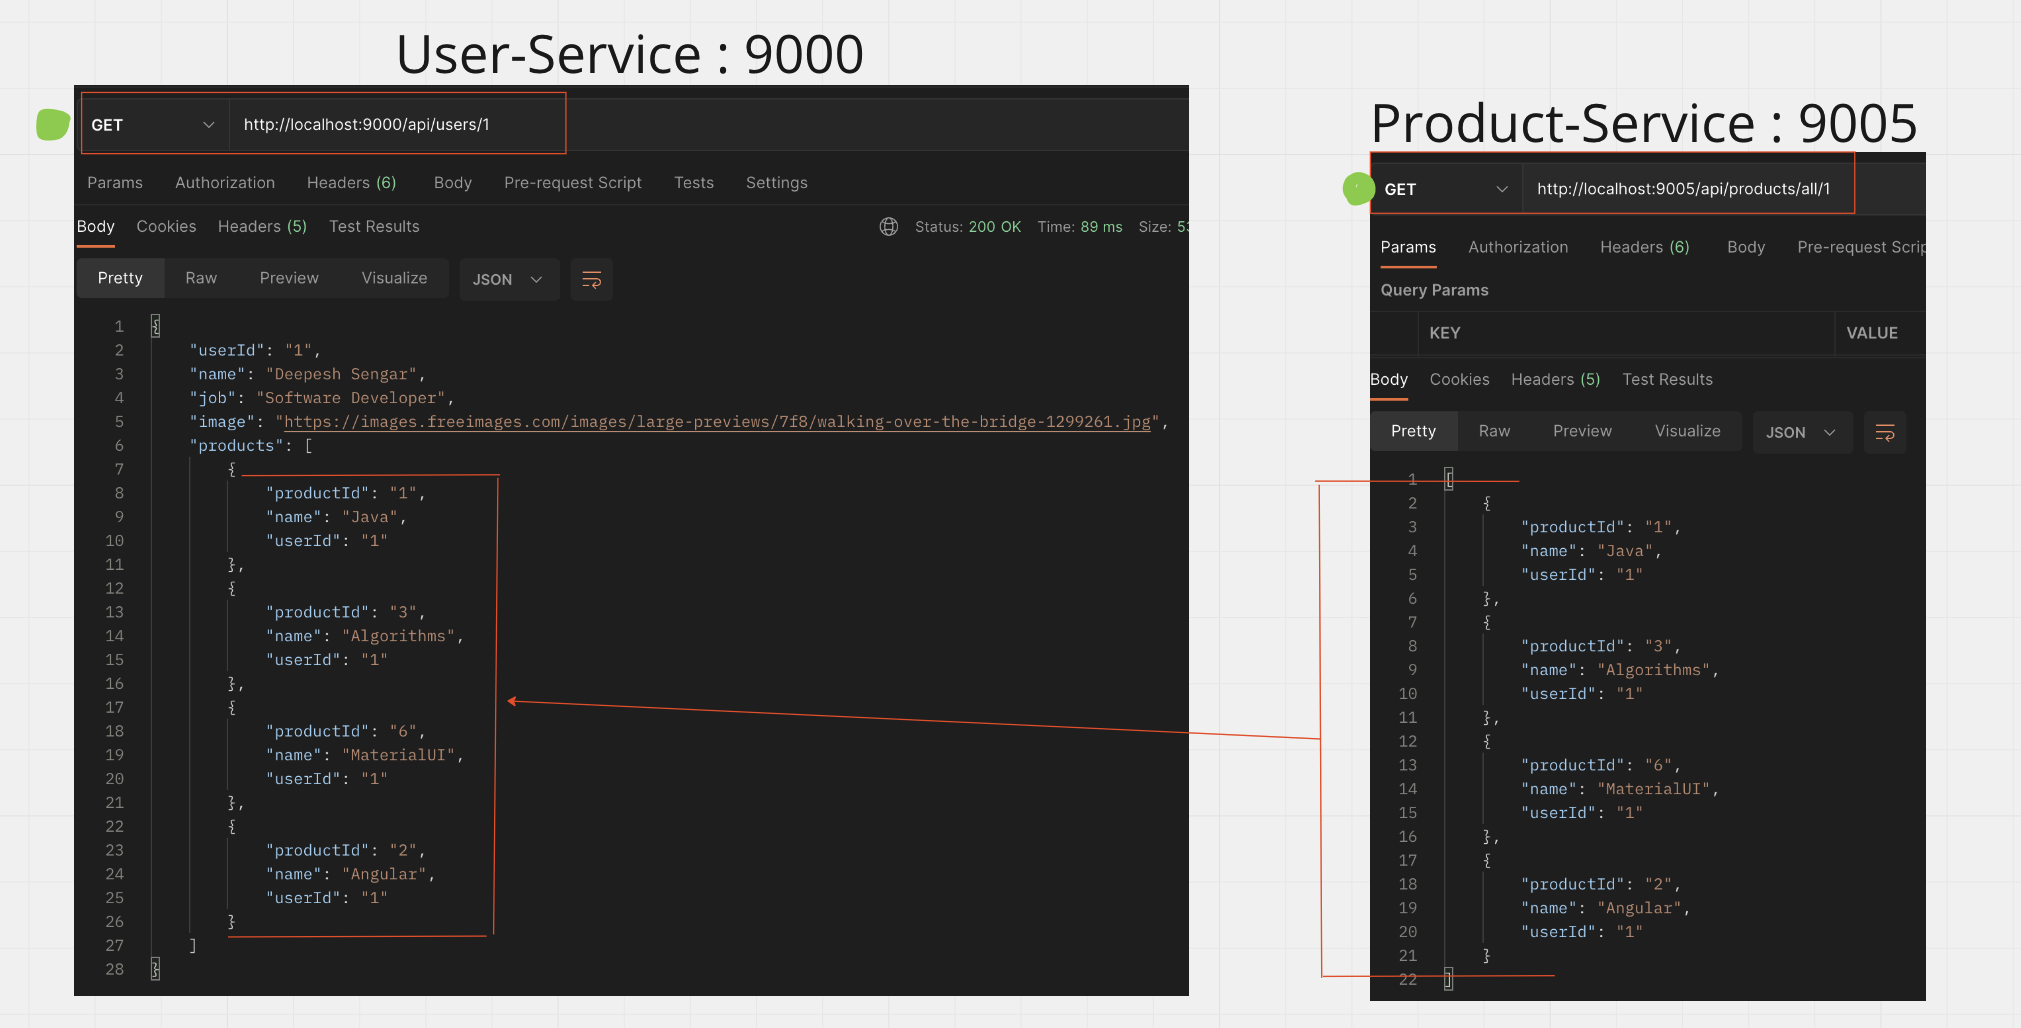 User-Service : 9000
GET http://localhost:9000/api/users/1
Params Authorization Headers (6) Body Pre-request Script Tests Settings
Body Cookies Headers (5) Test Results Status: 200 OK Time: 89 ms Size:
Pretty Raw Preview Visualize JSON
1 {
2 "userId": "1",
3 "name": "Deepesh Sengar",
4 "job": "Software Developer",
5 "image": "https://images.freeimages.com/images/large-previews/7f8/walking-over-the-bridge-1299261.jpg",
6 "products": [
7 {
8 "productId": "1",
9 "name": "Java",
10 "userId": "1"
11 },
12 {
13 "productId": "3",
14 "name": "Algorithms",
15 "userId": "1"
16 },
17 {
18 "productId": "6",
19 "name": "MaterialUI",
20 "userId": "1"
21 },
22 {
23 "productId": "2",
24 "name": "Angular",
25 "userId": "1"
26 }
27 ]
28 }
Product-Service : 9005
GET http://localhost:9005/api/products/all/1
Params Authorization Headers (6) Body Pre-request Scrip
Query Params
KEY VALUE
Body Cookies Headers (5) Test Results
Pretty Raw Preview Visualize JSON
1 [
2 {
3 "productId": "1",
4 "name": "Java",
5 "userId": "1"
6 },
7 {
8 "productId": "3",
9 "name": "Algorithms",
10 "userId": "1"
11 },
12 {
13 "productId": "6",
14 "name": "MaterialUI",
15 "userId": "1"
16 },
17 {
18 "productId": "2",
19 "name": "Angular",
20 "userId": "1"
21 }
22 ]